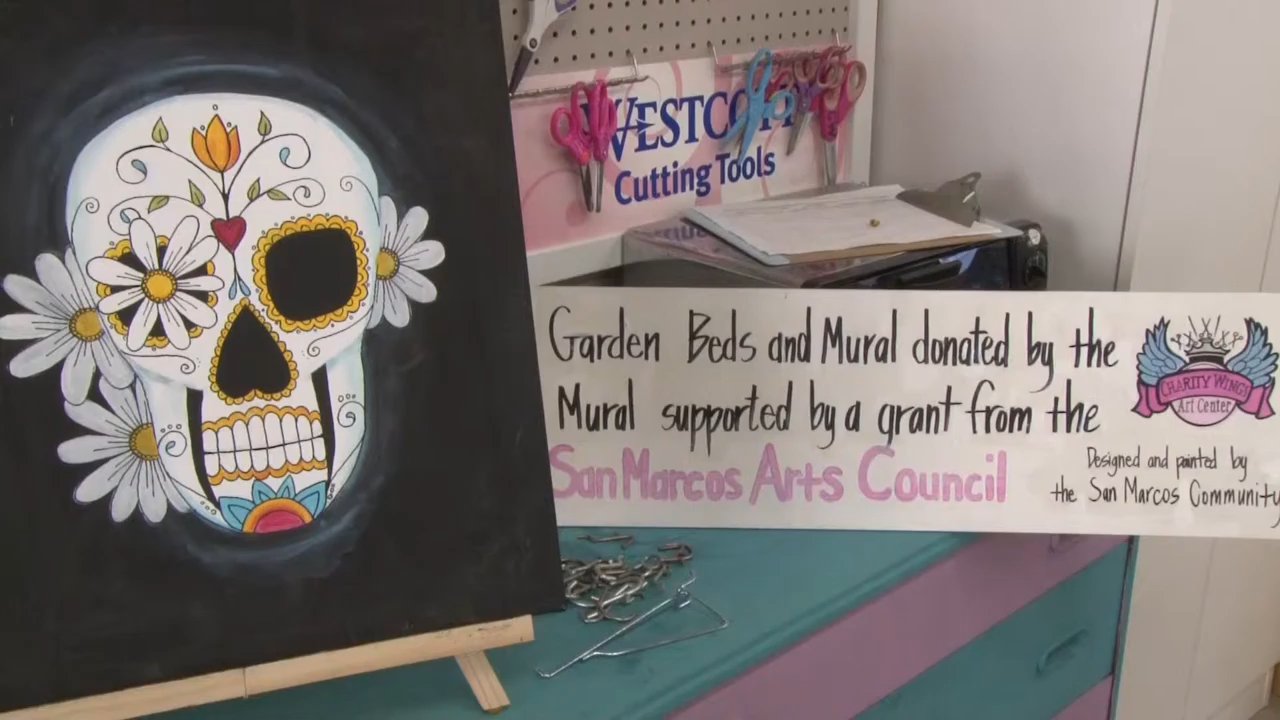 WESTCOTT
Cutting Tools
Garden Beds and Mural donated by the
CHARITY WINGS
Art Center
Mural supported by a grant from the
San Marcos Arts Council
Designed and painted by
the San Marcos Community